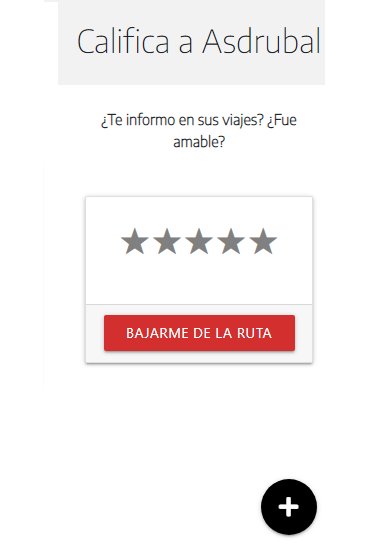 Califica a Asdrubal
¿Te informo en sus viajes? ¿Fue
amable?
BAJARME DE LA RUTA